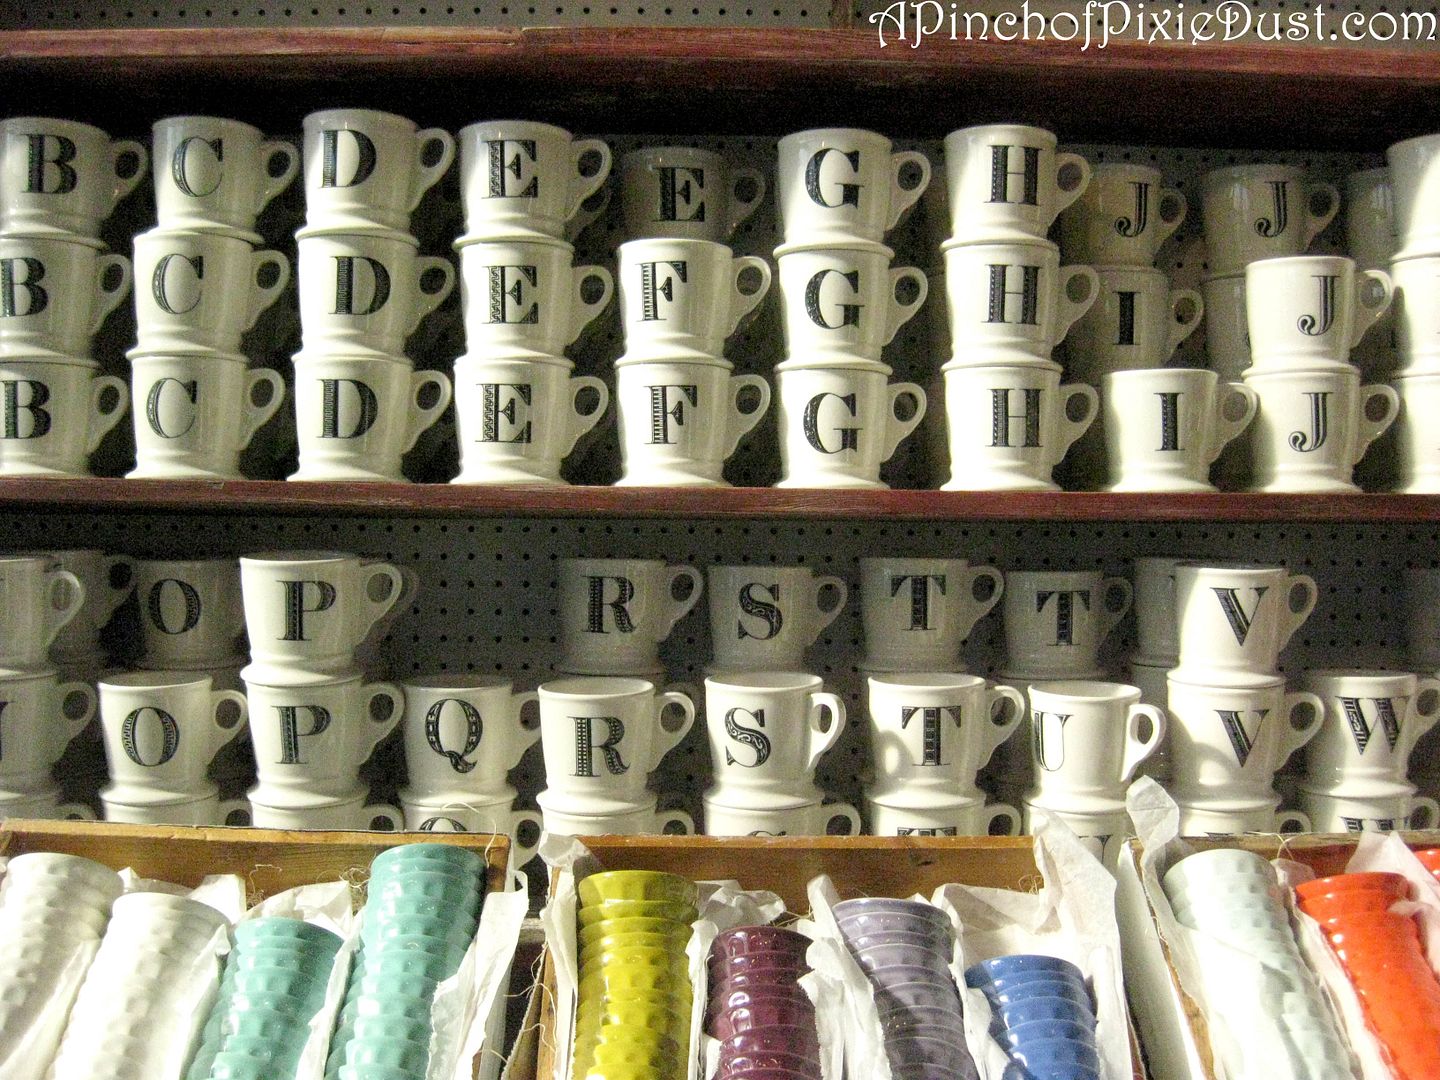 APinchofPixieDust.com
B C D E E G H J J
B C D E F G H I J
B C D E F G H I J
O P R S T T V
O P Q R S T U V W
Q